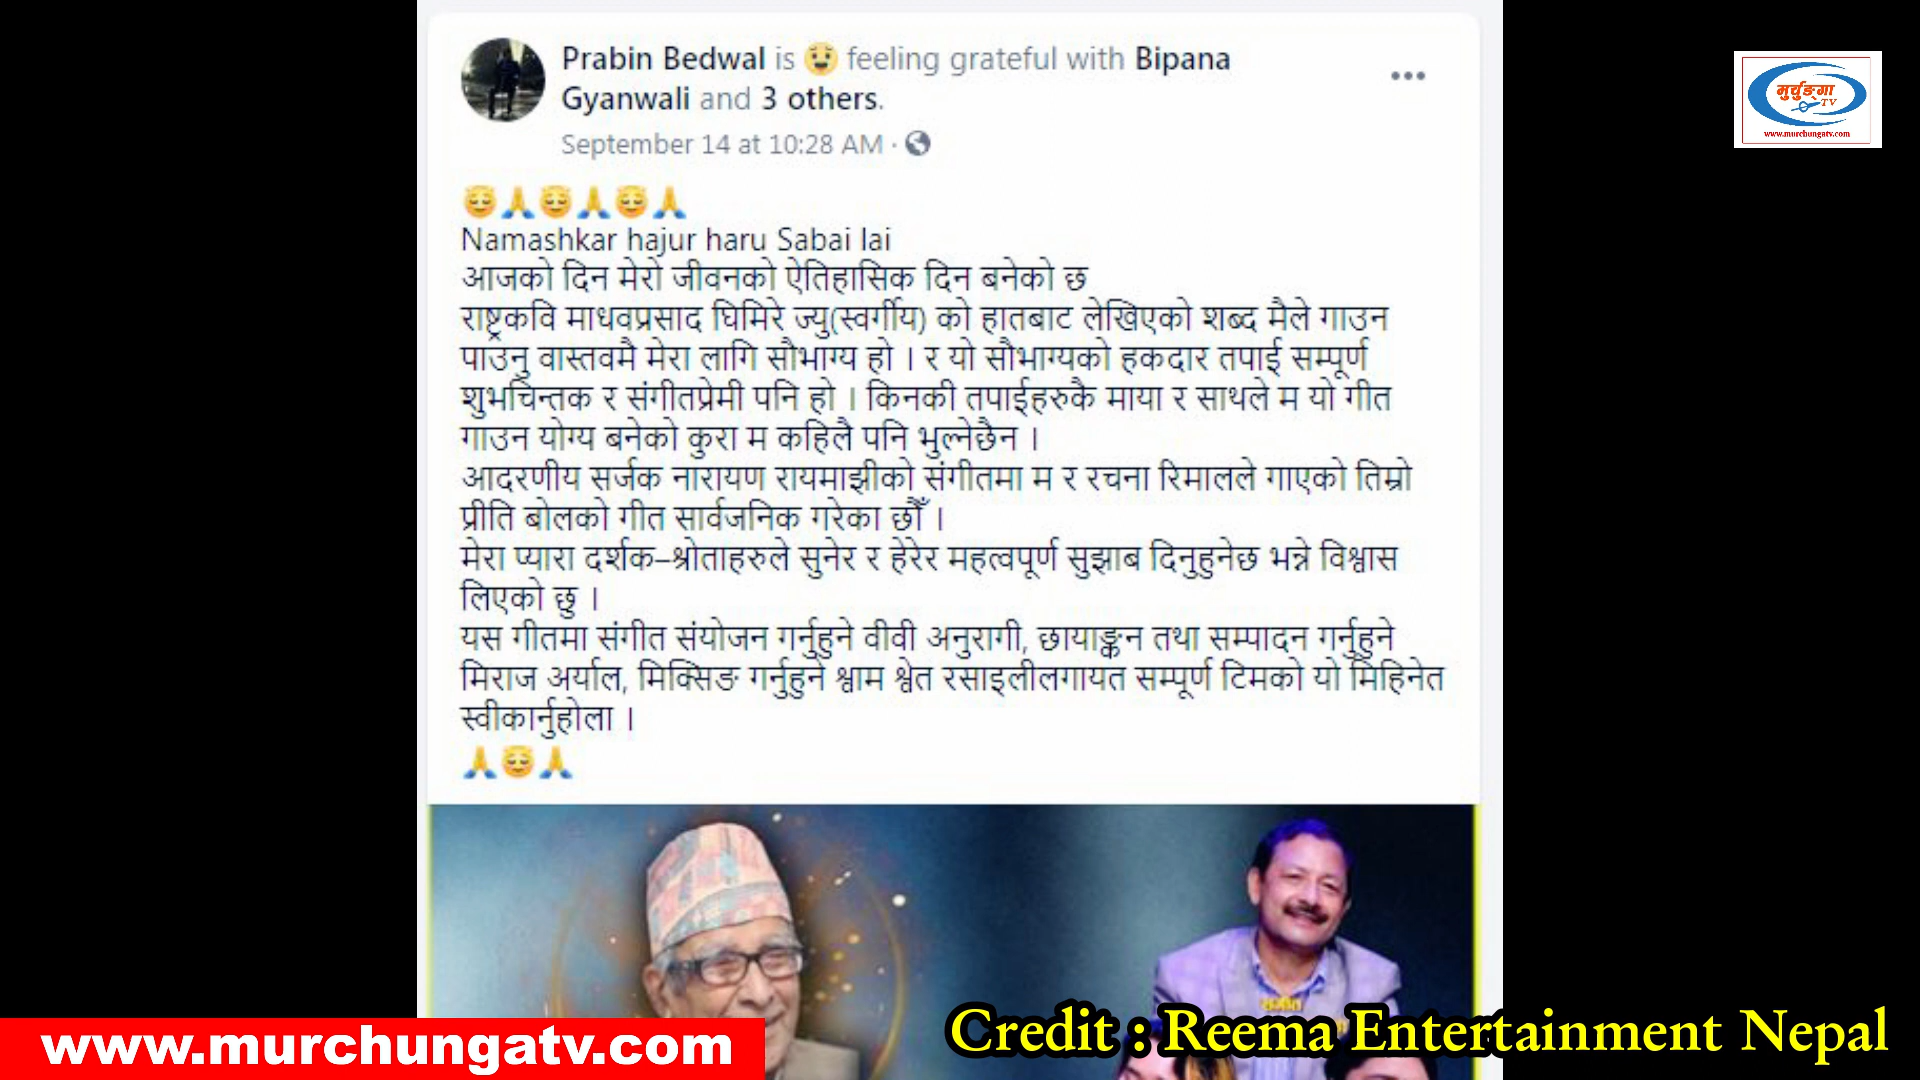 Prabin Bedwal is 😌 feeling grateful with Bipana
Gyanwali and 3 others.
September 14 at 10:28 AM ·
😇🙏😇🙏😇🙏
Namashkar hajur haru Sabai lai
आजको दिन मेरो जीवनको ऐतिहासिक दिन बनेको छ
राष्ट्रकवि माधवप्रसाद घिमिरे ज्यु(स्वर्गीय) को हातबाट लेखिएको शब्द मैले गाउन
पाउनु वास्तवमै मेरा लागि सौभाग्य हो । र यो सौभाग्यको हकदार तपाई सम्पूर्ण
शुभचिन्तक र संगीतप्रेमी पनि हो । किनकी तपाईहरुकै माया र साथले म यो गीत
गाउन योग्य बनेको कुरा म कहिलै पनि भुल्नेछैन ।
आदरणीय सर्जक नारायण रायमाझीको संगीतमा म र रचना रिमालले गाएको तिम्रो
प्रीति बोलको गीत सार्वजनिक गरेका छौँ ।
मेरा प्यारा दर्शक–श्रोताहरुले सुनेर र हेरेर महत्वपूर्ण सुझाब दिनुहुनेछ भन्ने विश्वास
लिएको छु ।
यस गीतमा संगीत संयोजन गर्नुहुने वीवी अनुरागी, छायाङ्कन तथा सम्पादन गर्नुहुने
मिराज अर्याल, मिक्सिङ गर्नुहुने श्वाम श्वेत रसाइलीलगायत सम्पूर्ण टिमको यो मिहिनेत
स्वीकार्नुहोला ।
🙏😇🙏
मुर्चुङ्गा
TV
www.murchungatv.com
संगीत
www.murchungatv.com
Credit : Reema Entertainment Nepal